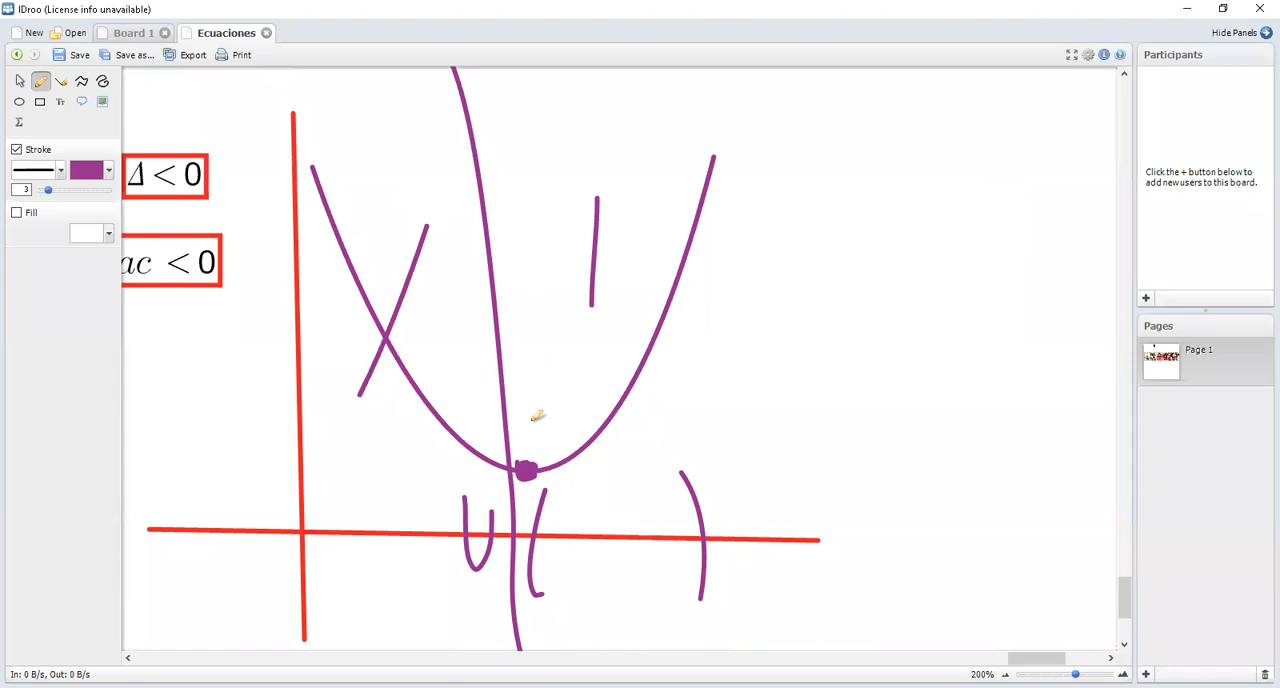 IDroo (License info unavailable)
New Open Board 1 Ecuaciones Hide Panels
Save Save as... Export Print
Participants
Click the + button below to
add new users to this board.
Tr
Σ
Stroke
3
Fill
Δ < 0
ac < 0
Pages
Page 1
In: 0 B/s, Out: 0 B/s
200%